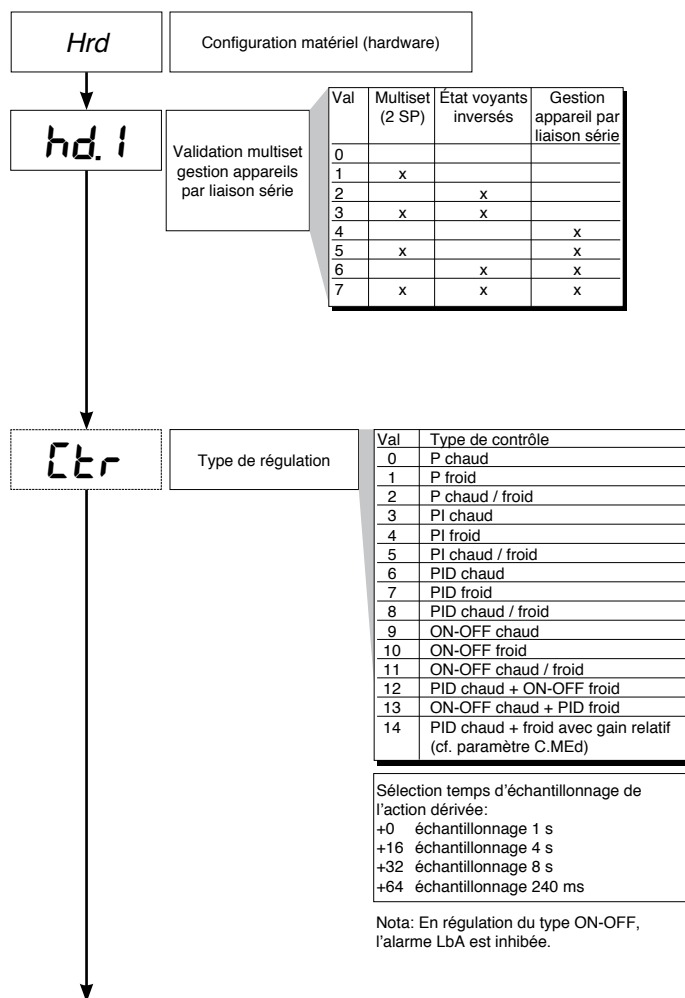 Hrd
Configuration matériel (hardware)
hd.1
Validation multiset
gestion appareils
par liaison série
Val Multiset (2 SP) État voyants inversés Gestion appareil par liaison série
0
1 x
2 x
3 x x
4 x
5 x x
6 x x
7 x x x
Ctr
Type de régulation
Val Type de contrôle
0 P chaud
1 P froid
2 P chaud / froid
3 PI chaud
4 PI froid
5 PI chaud / froid
6 PID chaud
7 PID froid
8 PID chaud / froid
9 ON-OFF chaud
10 ON-OFF froid
11 ON-OFF chaud / froid
12 PID chaud + ON-OFF froid
13 ON-OFF chaud + PID froid
14 PID chaud + froid avec gain relatif
(cf. paramètre C.MEd)
Sélection temps d'échantillonnage de
l'action dérivée:
+0 échantillonnage 1 s
+16 échantillonnage 4 s
+32 échantillonnage 8 s
+64 échantillonnage 240 ms
Nota: En régulation du type ON-OFF,
l'alarme LbA est inhibée.